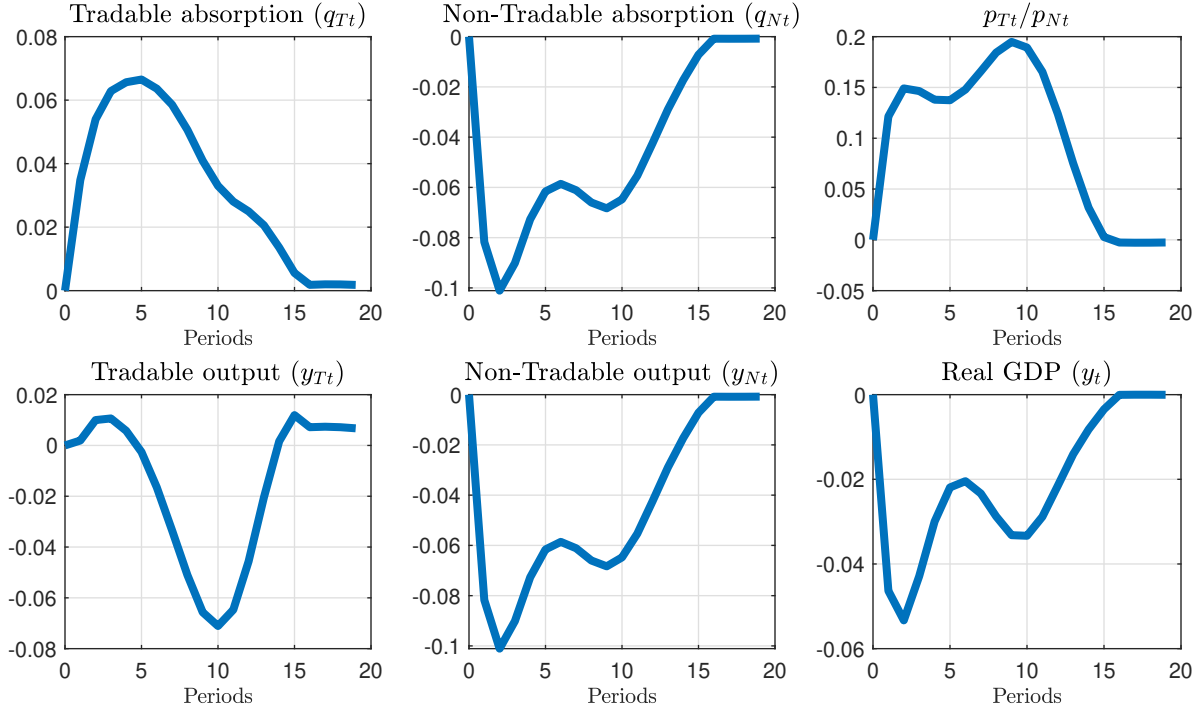 Tradable absorption (q_{Tt})
0.08
0.06
0.04
0.02
0
0 5 10 15 20
Periods
Non-Tradable absorption (q_{Nt})
0
-0.02
-0.04
-0.06
-0.08
-0.1
0 5 10 15 20
Periods
p_{Tt}/p_{Nt}
0.2
0.15
0.1
0.05
0
-0.05
0 5 10 15 20
Periods
Tradable output (y_{Tt})
0.02
0
-0.02
-0.04
-0.06
-0.08
0 5 10 15 20
Periods
Non-Tradable output (y_{Nt})
0
-0.02
-0.04
-0.06
-0.08
-0.1
0 5 10 15 20
Periods
Real GDP (y_t)
0
-0.02
-0.04
-0.06
0 5 10 15 20
Periods